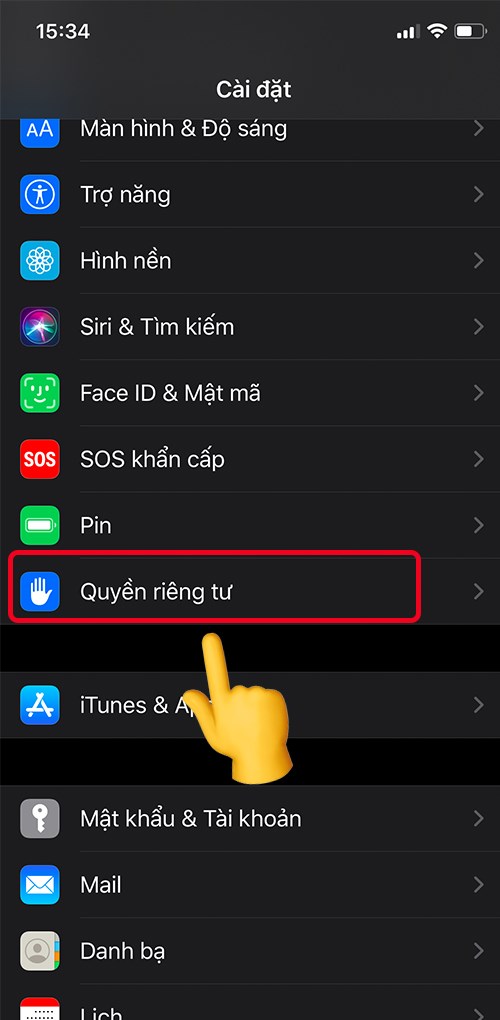 15:34
Cài đặt
AA
Màn hình & Độ sáng
Trợ năng
Hình nền
Siri & Tìm kiếm
Face ID & Mật mã
SOS
SOS khẩn cấp
Pin
Quyền riêng tư
iTunes &
Mật khẩu & Tài khoản
Mail
Danh bạ
Lịch